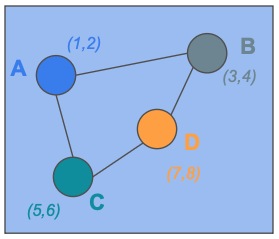 (1,2)
A
B
(3,4)
D
(7,8)
(5,6)
C